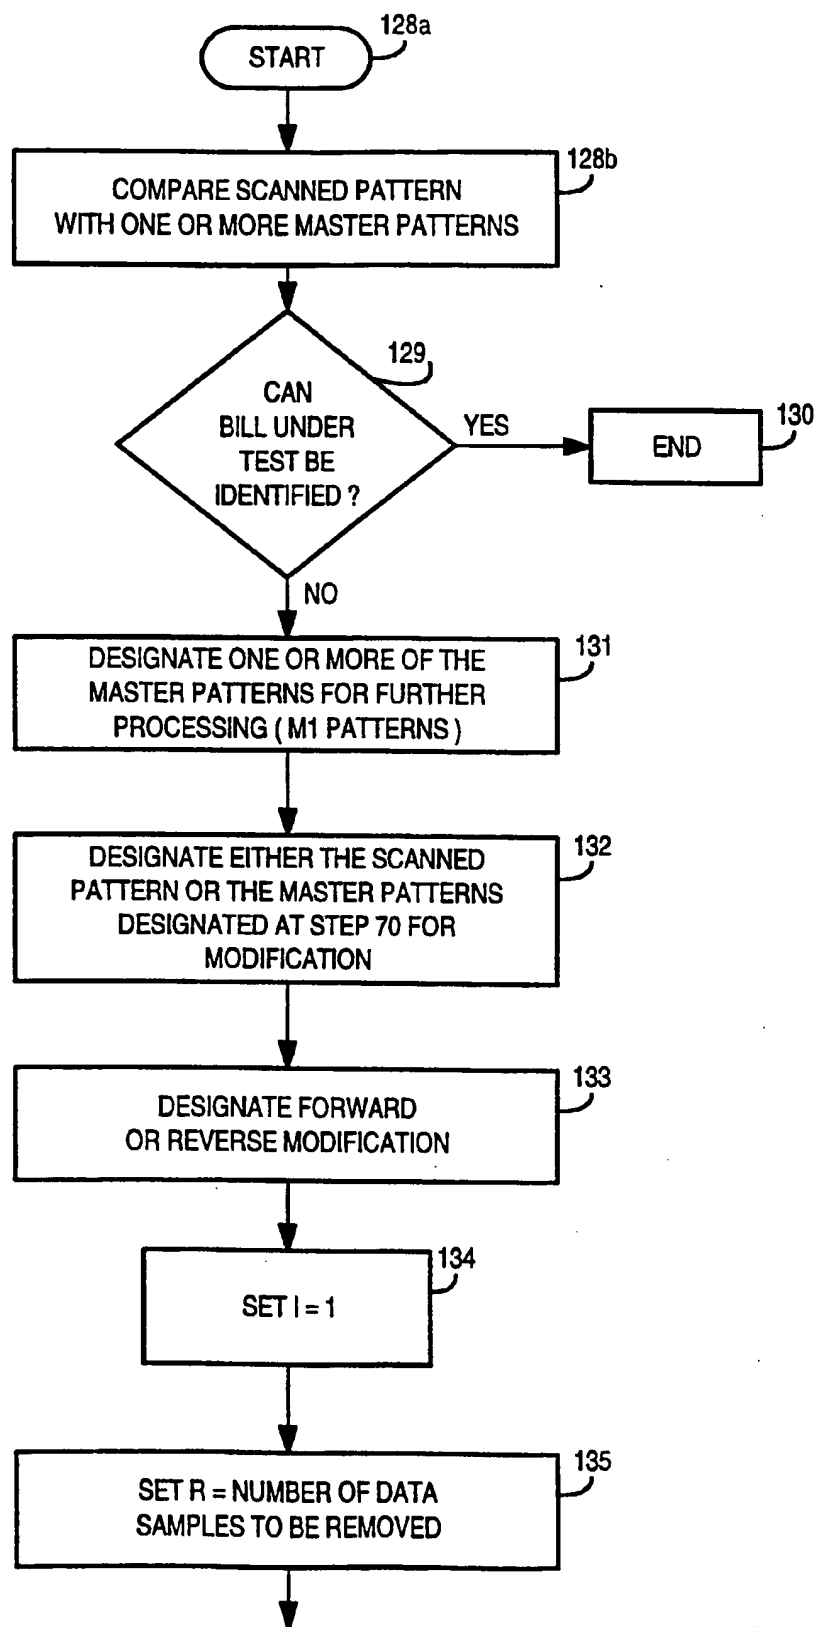 128a
START
128b
COMPARE SCANNED PATTERN
WITH ONE OR MORE MASTER PATTERNS
129
CAN
BILL UNDER
TEST BE
IDENTIFIED ?
YES
END
130
NO
131
DESIGNATE ONE OR MORE OF THE
MASTER PATTERNS FOR FURTHER
PROCESSING ( M1 PATTERNS )
132
DESIGNATE EITHER THE SCANNED
PATTERN OR THE MASTER PATTERNS
DESIGNATED AT STEP 70 FOR
MODIFICATION
133
DESIGNATE FORWARD
OR REVERSE MODIFICATION
134
SET I = 1
135
SET R = NUMBER OF DATA
SAMPLES TO BE REMOVED